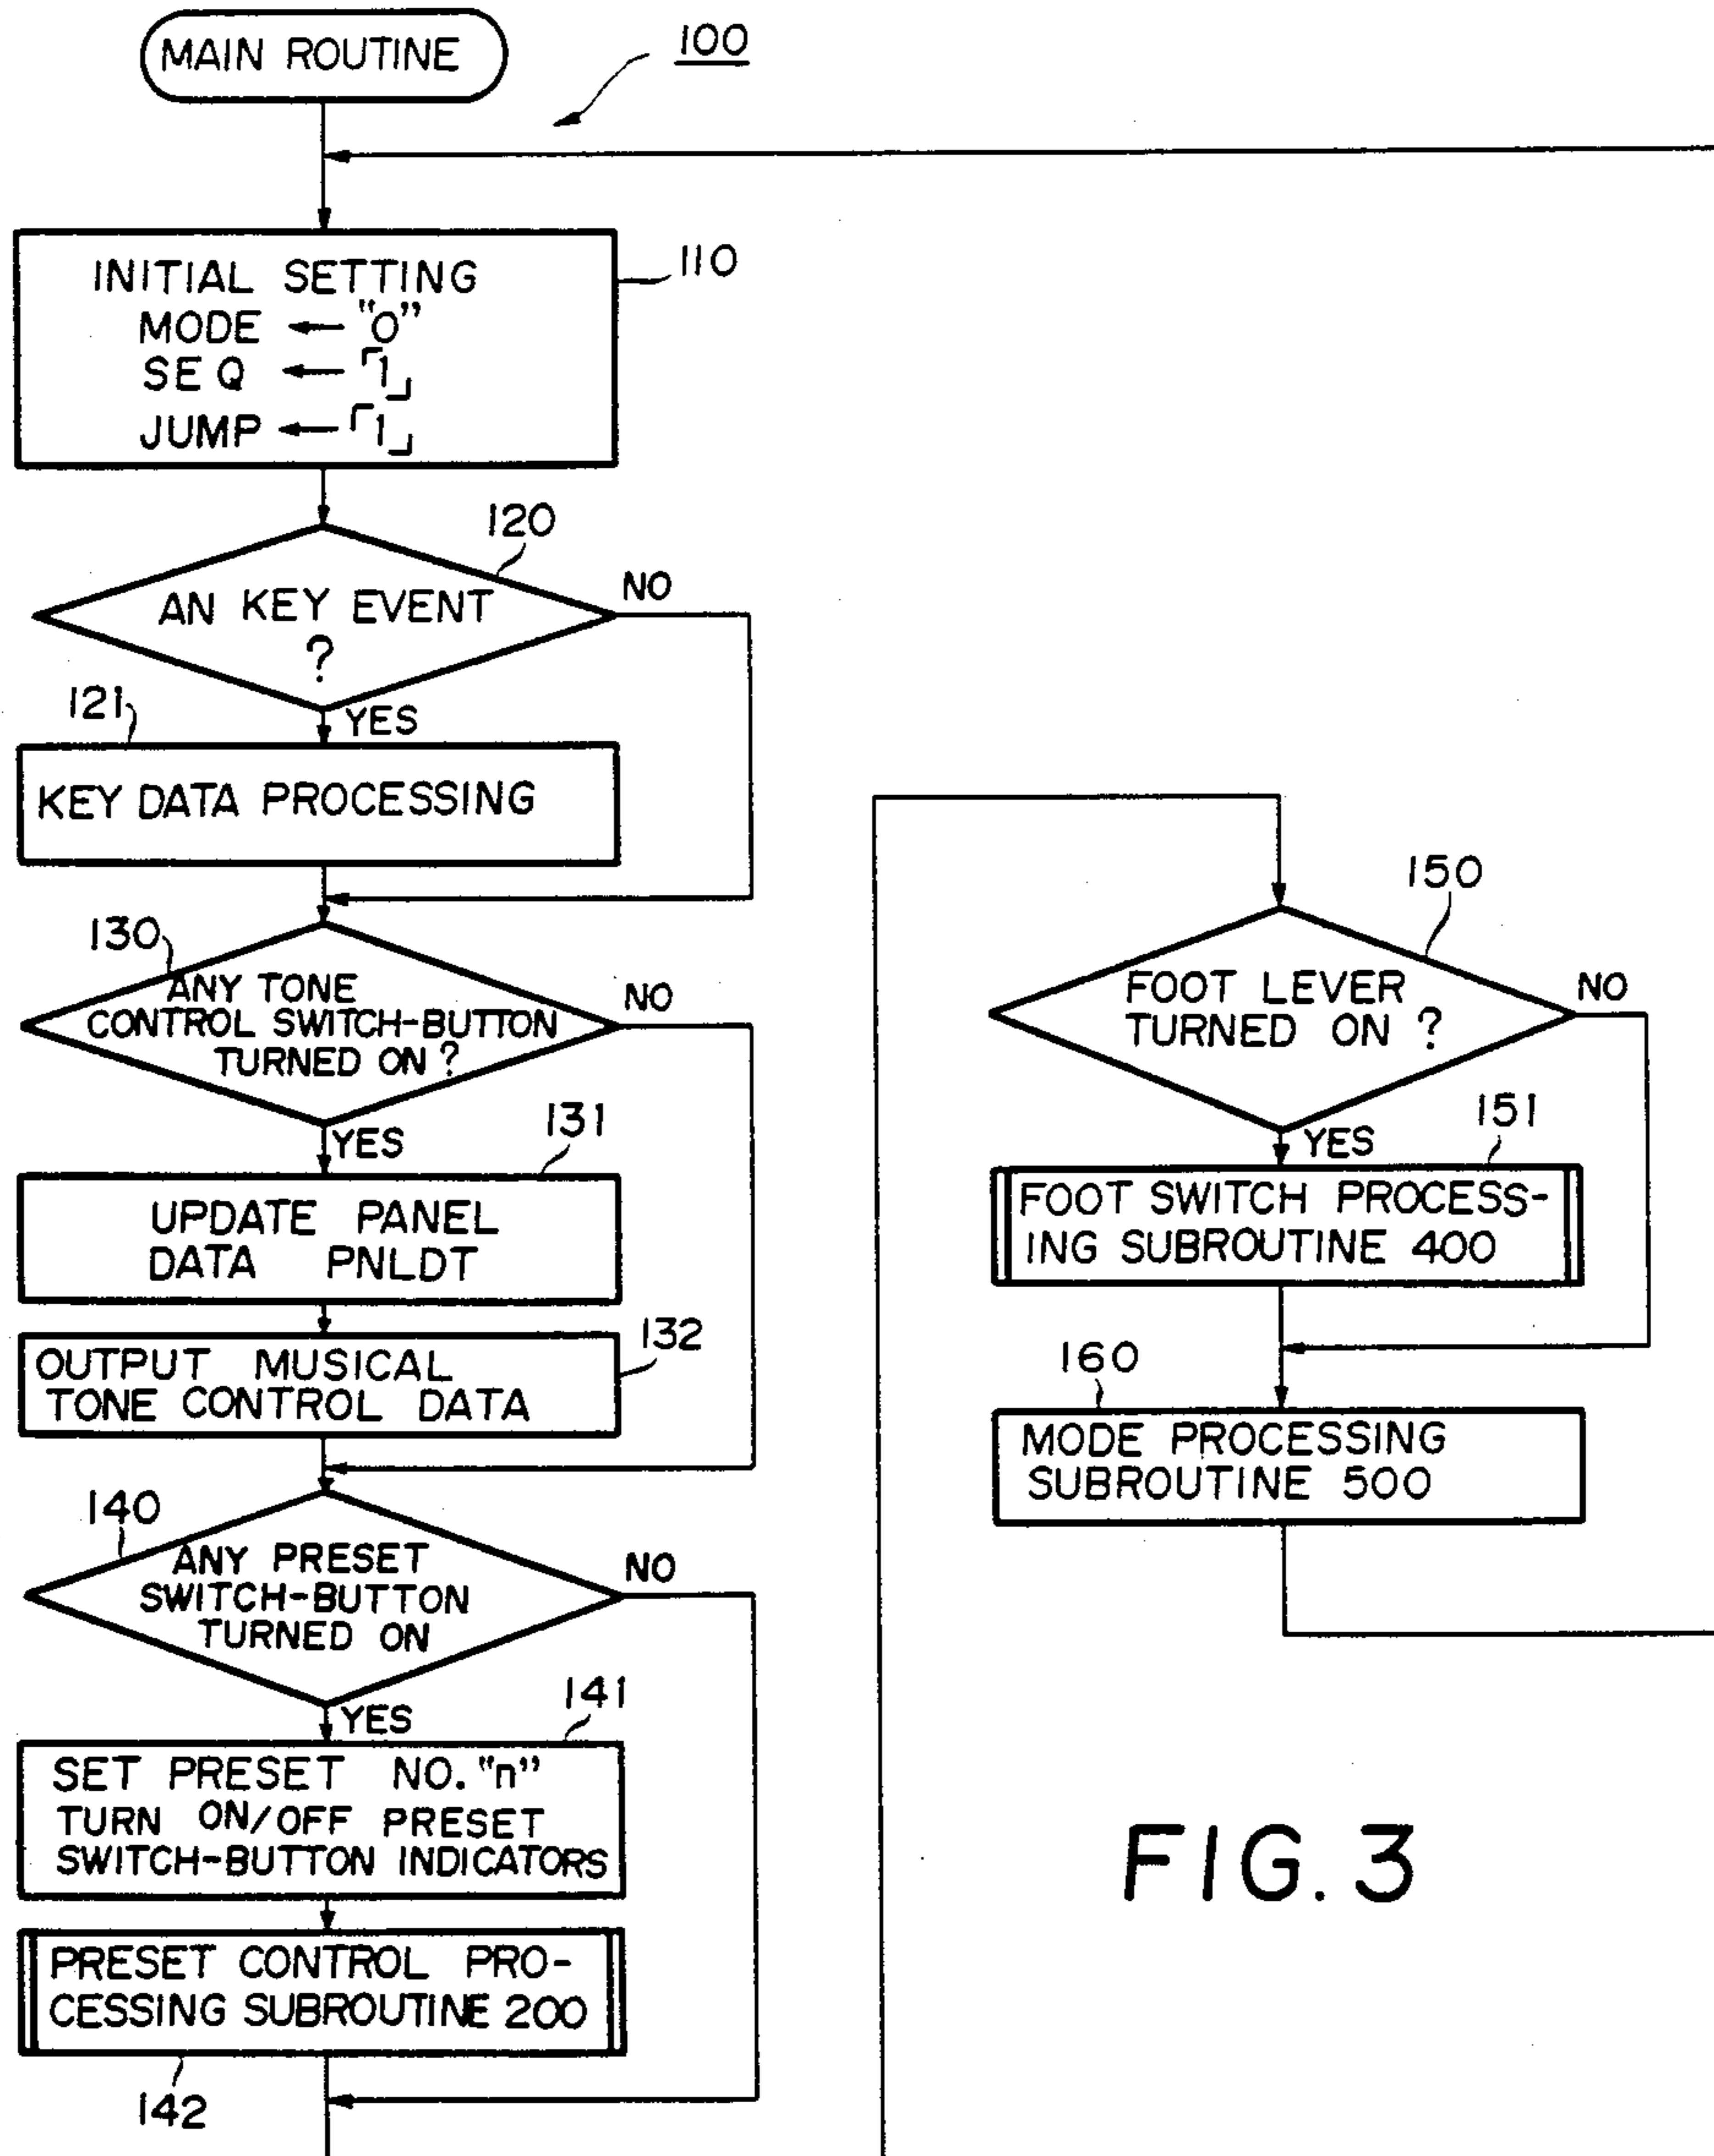 MAIN ROUTINE
100
INITIAL SETTING
MODE ← "0"
SEQ ← 「1」
JUMP ← 「1」
110
120
AN KEY EVENT
?
NO
YES
121
KEY DATA PROCESSING
130
ANY TONE
CONTROL SWITCH-BUTTON
TURNED ON?
NO
YES
131
UPDATE PANEL
DATA PNLDT
132
OUTPUT MUSICAL
TONE CONTROL DATA
140
ANY PRESET
SWITCH-BUTTON
TURNED ON
NO
YES
141
SET PRESET NO. "n"
TURN ON/OFF PRESET
SWITCH-BUTTON INDICATORS
PRESET CONTROL PRO-
CESSING SUBROUTINE 200
142
150
FOOT LEVER
TURNED ON ?
NO
YES
151
FOOT SWITCH PROCESS-
ING SUBROUTINE 400
160
MODE PROCESSING
SUBROUTINE 500
FIG. 3